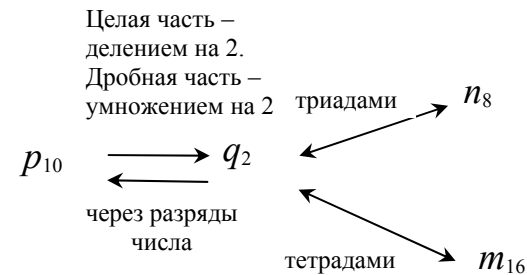 Целая часть –
делением на 2.
Дробная часть –
умножением на 2
триадами
n₈
p₁₀
q₂
через разряды
числа
тетрадами
m₁₆